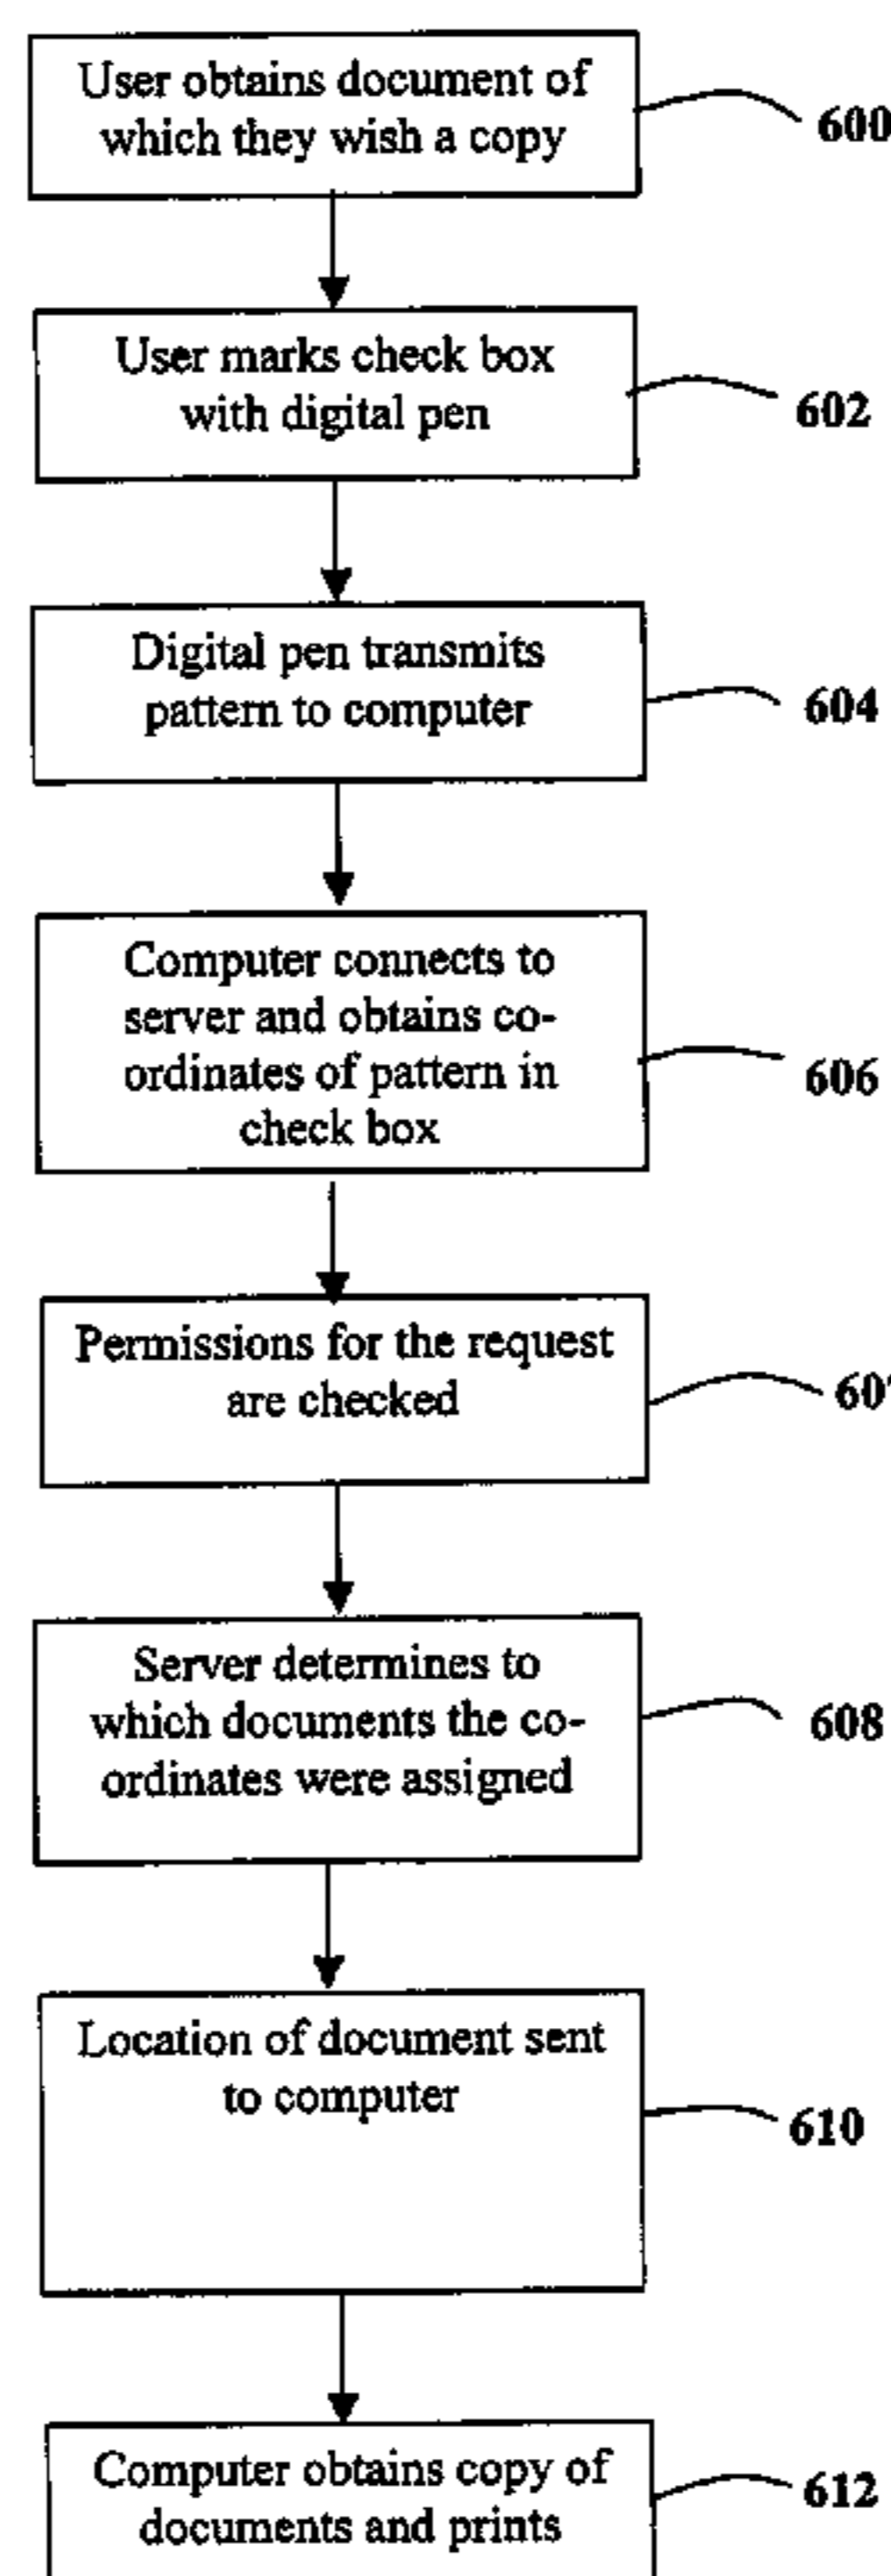 User obtains document of
which they wish a copy
600
User marks check box
with digital pen
602
Digital pen transmits
pattern to computer
604
Computer connects to
server and obtains co-
ordinates of pattern in
check box
606
Permissions for the request
are checked
Server determines to
which documents the co-
ordinates were assigned
608
Location of document sent
to computer
610
Computer obtains copy of
documents and prints
612